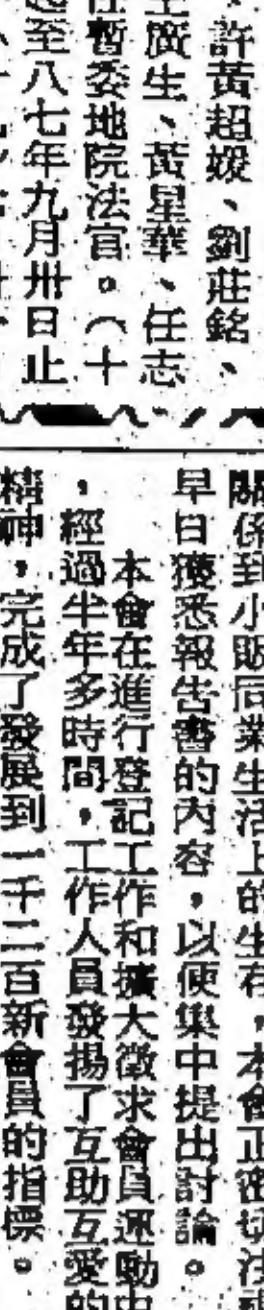 、許黃超媛、劉莊銘、
廣生、黃星華、任志
暫委地院法官。（十
至八七年九月卅日止
關係到小販同業生活上的生存，本會正密切注
早日獲悉報告書的內容，以便集中提出討論。
本會在進行登記工作和擴大徵求會員運動中
，經過半年多時間，工作人員發揚了互助互愛的
精神，完成了發展到一千二百新會員的指標。